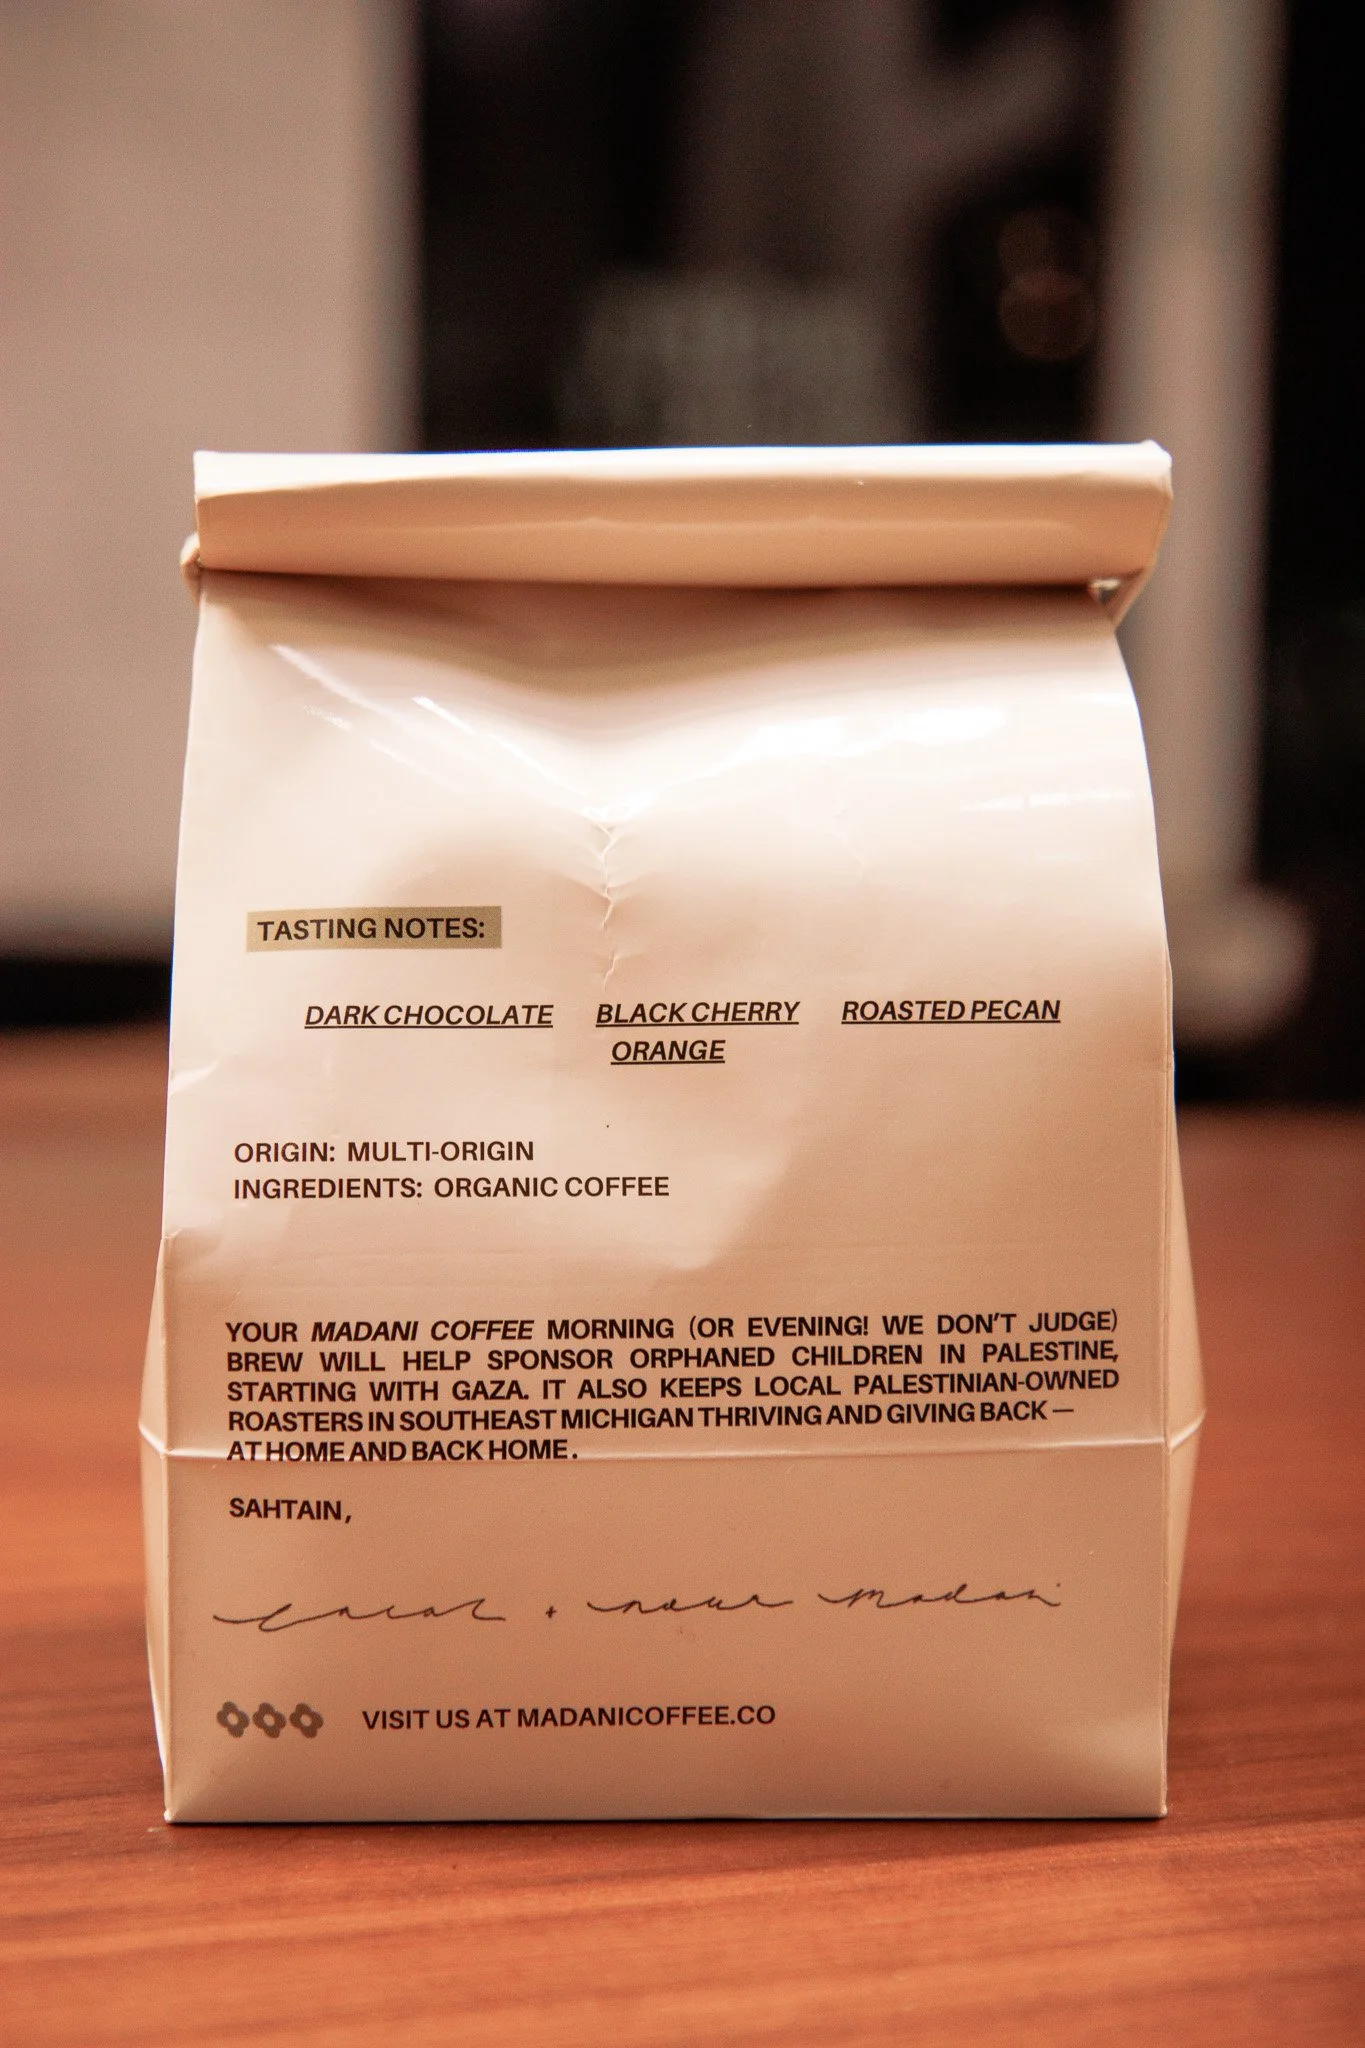 TASTING NOTES:
DARK CHOCOLATE BLACK CHERRY ROASTED PECAN
ORANGE
ORIGIN: MULTI-ORIGIN
INGREDIENTS: ORGANIC COFFEE
YOUR MADANI COFFEE MORNING (OR EVENING! WE DON'T JUDGE)
BREW WILL HELP SPONSOR ORPHANED CHILDREN IN PALESTINE,
STARTING WITH GAZA. IT ALSO KEEPS LOCAL PALESTINIAN-OWNED
ROASTERS IN SOUTHEAST MICHIGAN THRIVING AND GIVING BACK —
AT HOME AND BACK HOME.
SAHTAIN,
+ nour madani
VISIT US AT MADANICOFFEE.CO